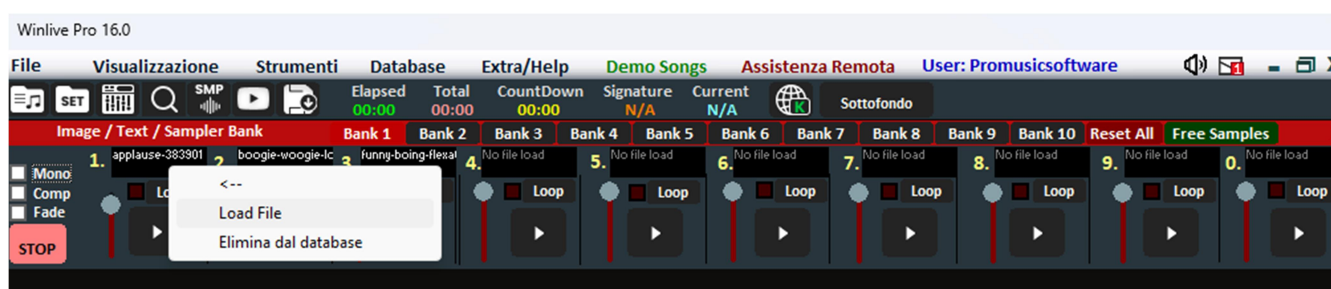 Winlive Pro 16.0
File Visualizzazione Strumenti Database Extra/Help Demo Songs Assistenza Remota User: Promusicsoftware
SET SMP Elapsed Total CountDown Signature Current K Sottofondo
00:00 00:00 00:00 N/A N/A
Image / Text / Sampler Bank Bank 1 Bank 2 Bank 3 Bank 4 Bank 5 Bank 6 Bank 7 Bank 8 Bank 9 Bank 10 Reset All Free Samples
1. applause-383901 2 boogie-woogie-lc 3 funny-boing-flexat 4. No file load 5. No file load 6. No file load 7. No file load 8. No file load 9. No file load 0. No file load
Mono
Comp Lo Loop Loop Loop Loop Loop Loop Loop
Fade
STOP
<--
Load File
Elimina dal database